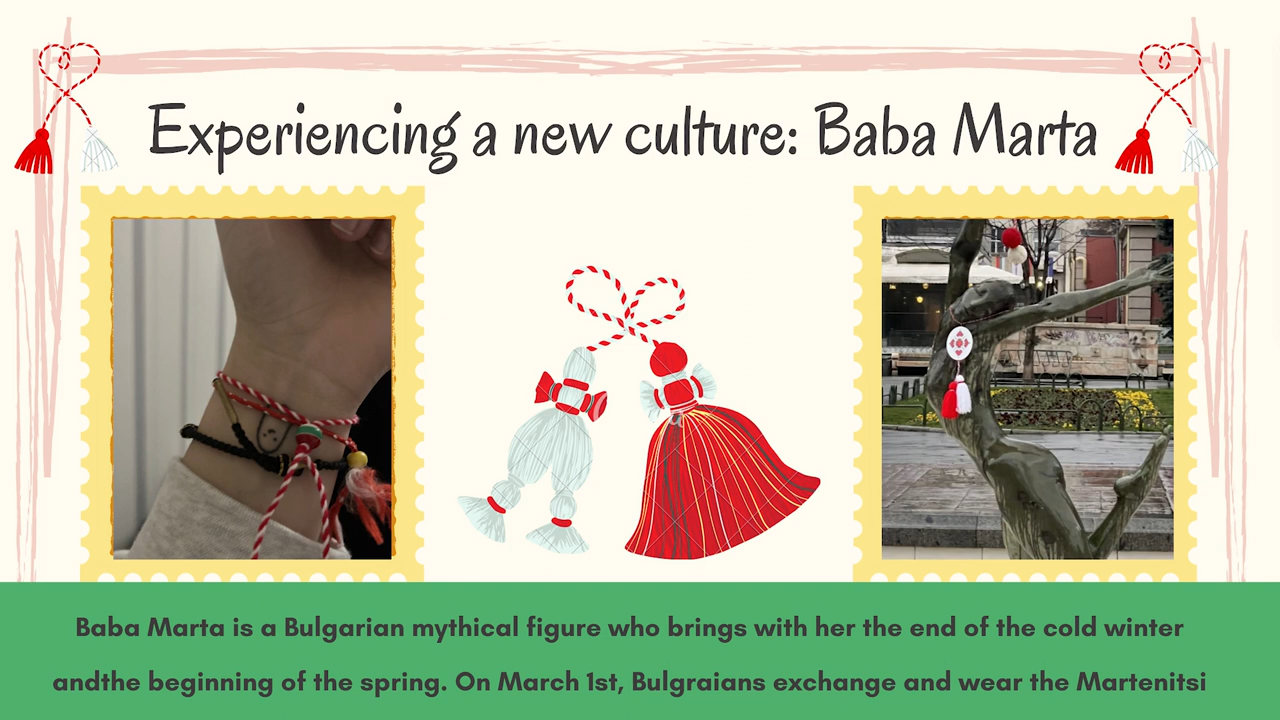 Experiencing a new culture: Baba Marta
Baba Marta is a Bulgarian mythical figure who brings with her the end of the cold winter
andthe beginning of the spring. On March 1st, Bulgraians exchange and wear the Martenitsi